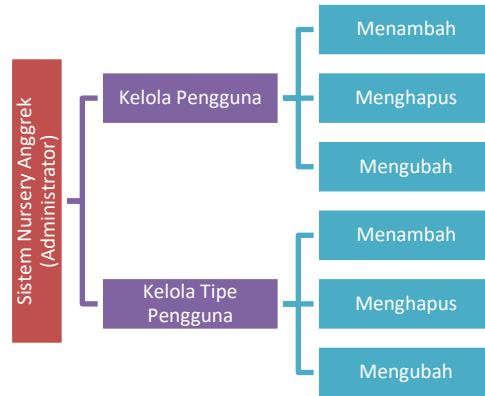 Sistem Nursery Anggrek
(Administrator)
Kelola Pengguna
Menambah
Menghapus
Mengubah
Kelola Tipe
Pengguna
Menambah
Menghapus
Mengubah